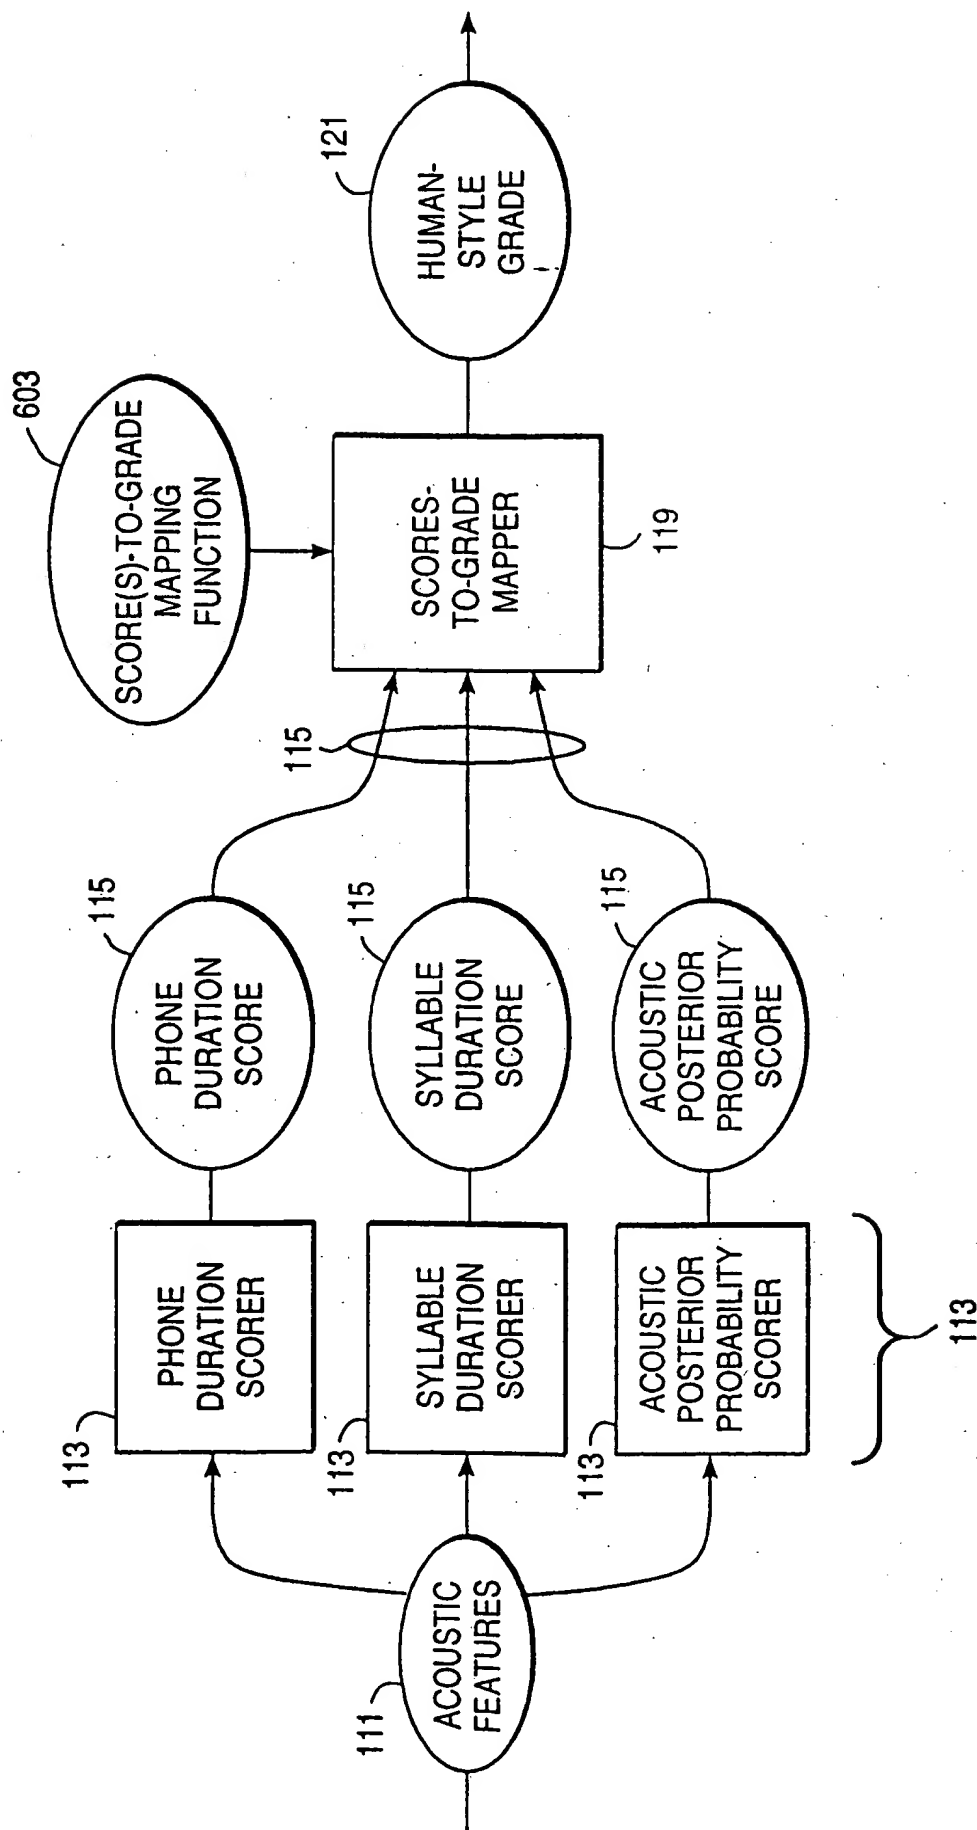 111
ACOUSTIC
FEATURES
113
PHONE
DURATION
SCORER
113
SYLLABLE
DURATION
SCORER
113
ACOUSTIC
POSTERIOR
PROBABILITY
SCORER
113
115
PHONE
DURATION
SCORE
115
SYLLABLE
DURATION
SCORE
115
ACOUSTIC
POSTERIOR
PROBABILITY
SCORE
115
603
SCORE(S)-TO-GRADE
MAPPING
FUNCTION
SCORES-
TO-GRADE
MAPPER
119
121
HUMAN-
STYLE
GRADE